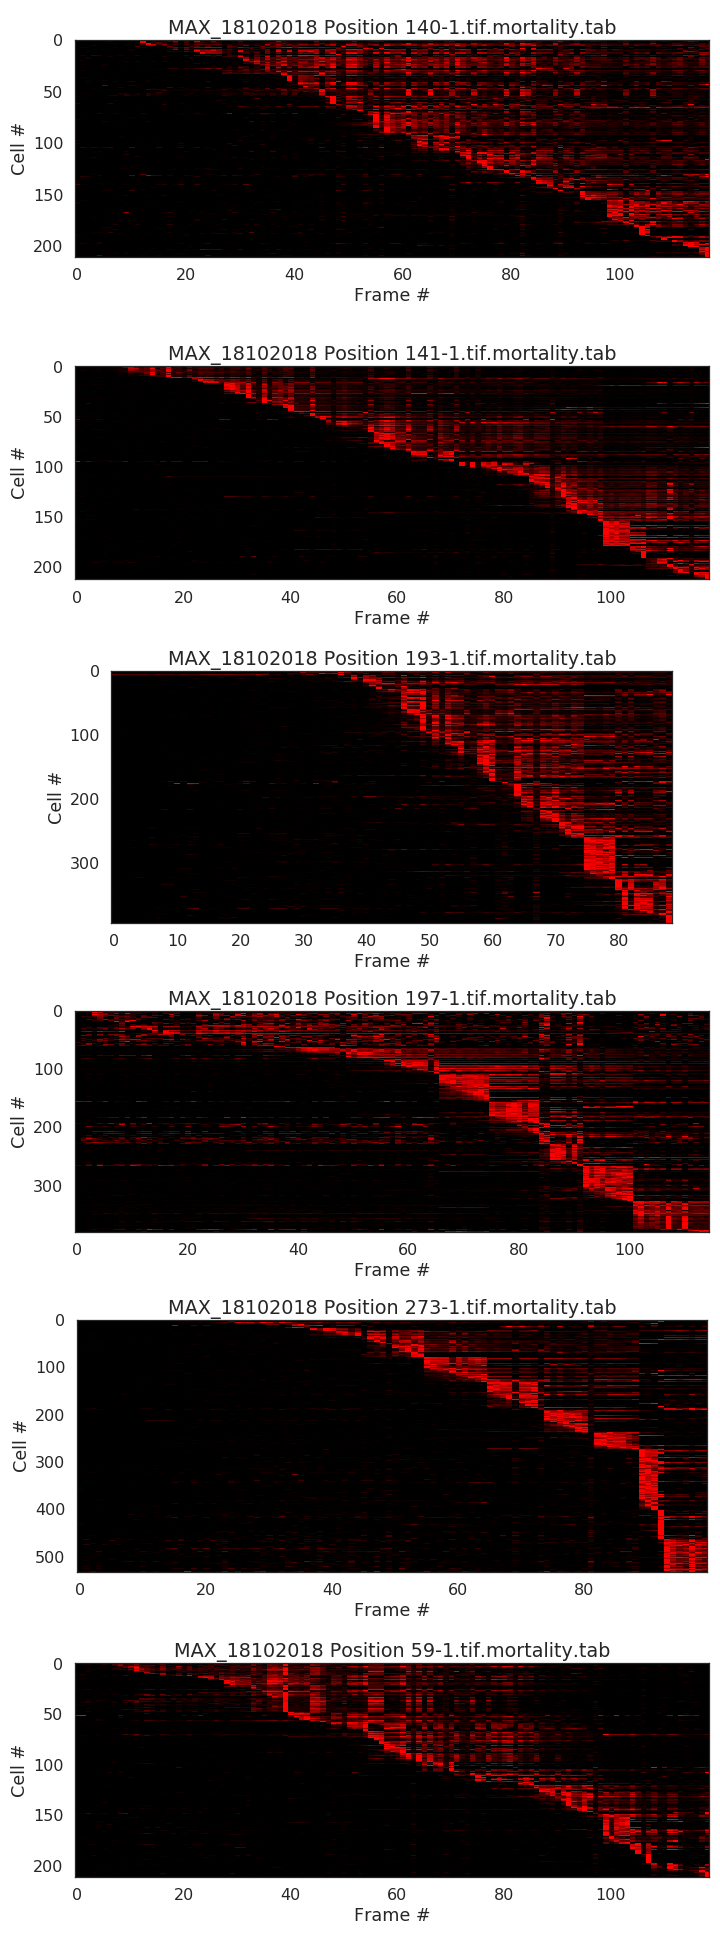 MAX_18102018 Position 140-1.tif.mortality.tab
0
50
100
150
200
Cell #
0 20 40 60 80 100
Frame #
MAX_18102018 Position 141-1.tif.mortality.tab
0
50
100
150
200
Cell #
0 20 40 60 80 100
Frame #
MAX_18102018 Position 193-1.tif.mortality.tab
0
100
200
300
Cell #
0 10 20 30 40 50 60 70 80
Frame #
MAX_18102018 Position 197-1.tif.mortality.tab
0
100
200
300
Cell #
0 20 40 60 80 100
Frame #
MAX_18102018 Position 273-1.tif.mortality.tab
0
100
200
300
400
500
Cell #
0 20 40 60 80
Frame #
MAX_18102018 Position 59-1.tif.mortality.tab
0
50
100
150
200
Cell #
0 20 40 60 80 100
Frame #